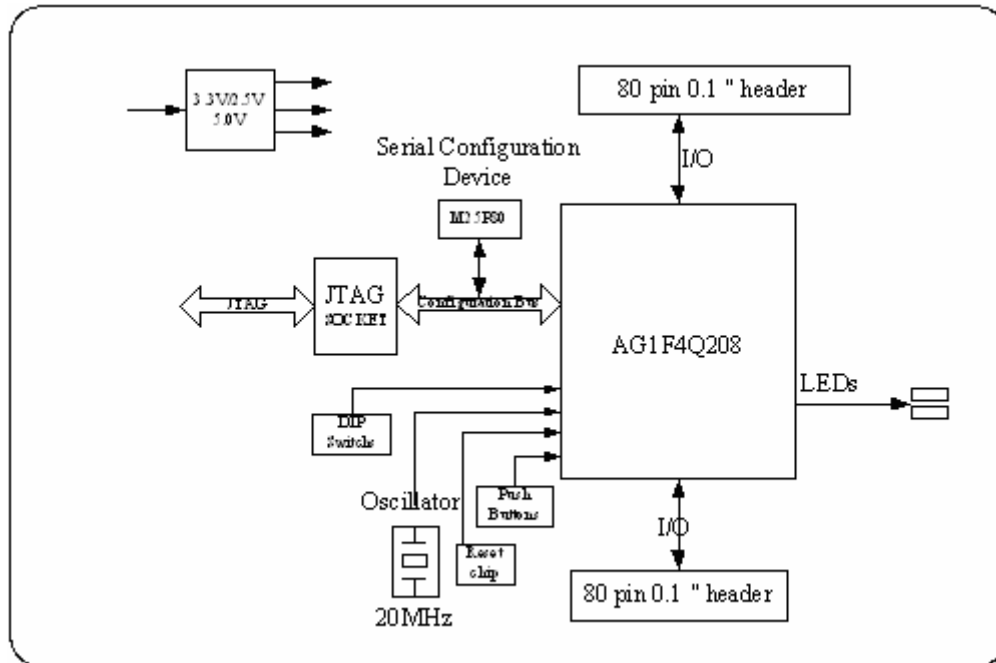 80 pin 0.1 " header
3.3V/2.5V
5.0V
I/O
Serial Configuration
Device
M25P80
JTAG
JTAG
SOCKET
Configuration Bus
AG1F4Q208
LEDs
DIP
Switchs
Oscillator
Push
Buttons
Reset
chip
I/O
20MHz
80 pin 0.1 " header